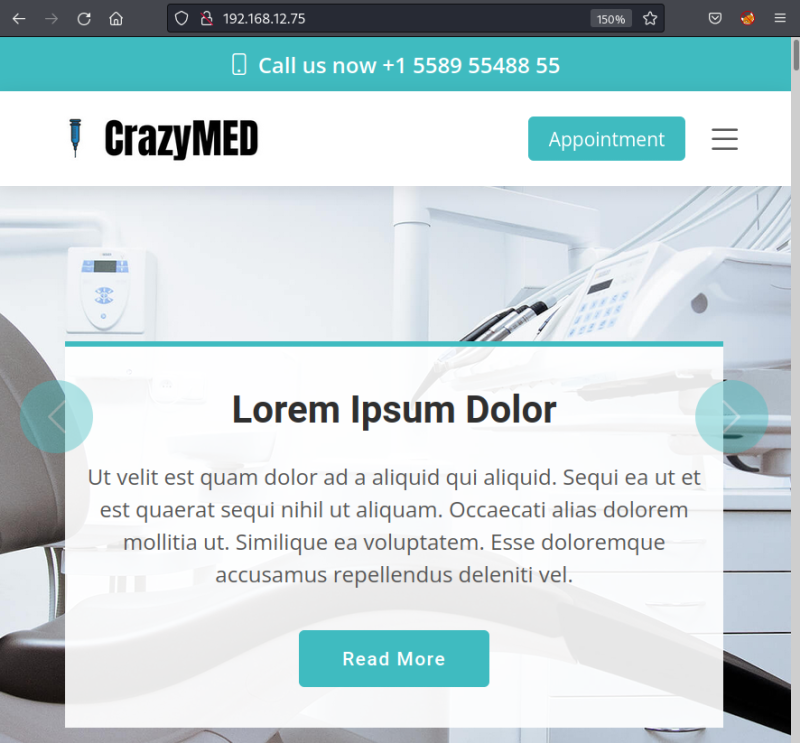 192.168.12.75
150%
Call us now +1 5589 55488 55
CrazyMED
Appointment
Lorem Ipsum Dolor
Ut velit est quam dolor ad a aliquid qui aliquid. Sequi ea ut et
est quaerat sequi nihil ut aliquam. Occaecati alias dolorem
mollitia ut. Similique ea voluptatem. Esse doloremque
accusamus repellendus deleniti vel.
Read More